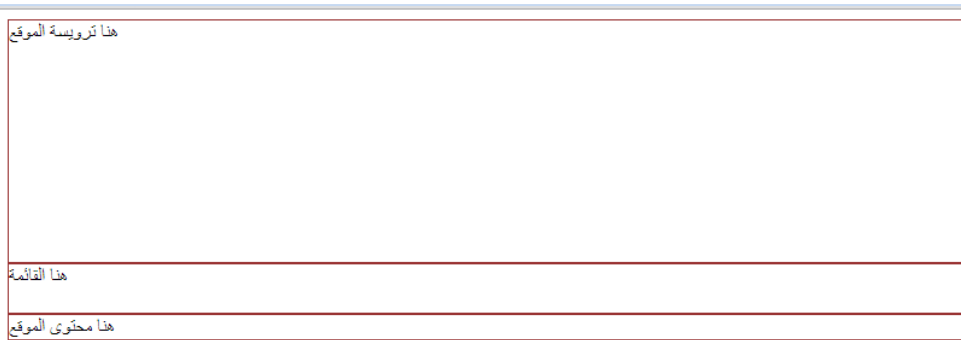 هنا ترويسة الموقع
هنا القائمة
هنا محتوى الموقع